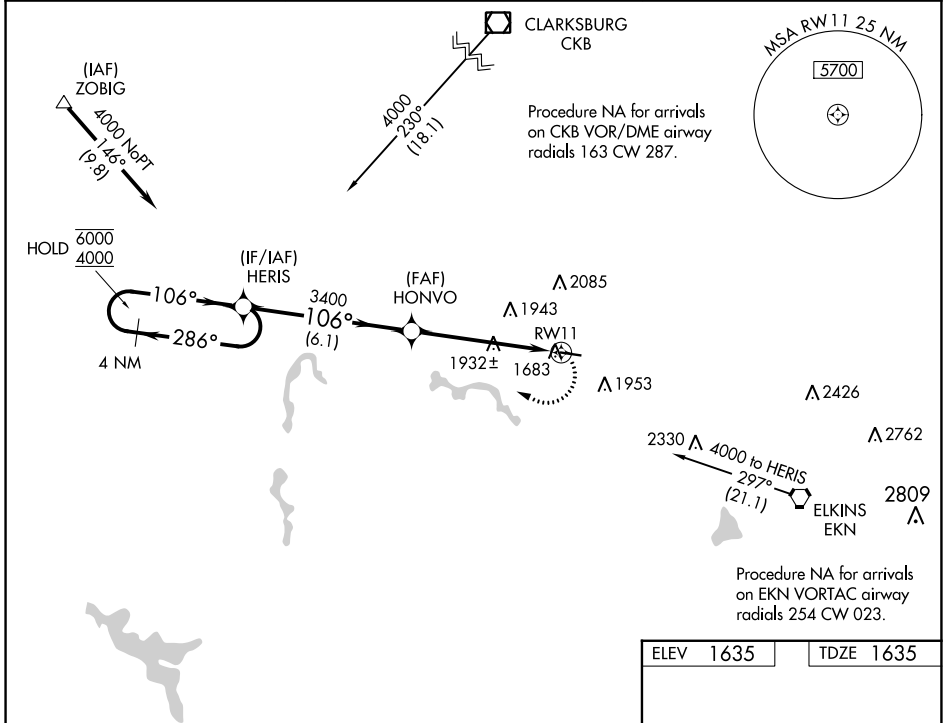 CLARKSBURG
CKB
MSA RW11 25 NM
5700
(IAF)
ZOBIG
4000 NoPT
146°
(9.8)
4000
230°
(18.1)
Procedure NA for arrivals
on CKB VOR/DME airway
radials 163 CW 287.
HOLD
6000
4000
(IF/IAF)
HERIS
106°
286°
4 NM
3400
106°
(6.1)
(FAF)
HONVO
2085
1943
RW11
1932±
1683
1953
2426
2762
2330
4000 to HERIS
297°
(21.1)
ELKINS
EKN
2809
Procedure NA for arrivals
on EKN VORTAC airway
radials 254 CW 023.
ELEV 1635
TDZE 1635